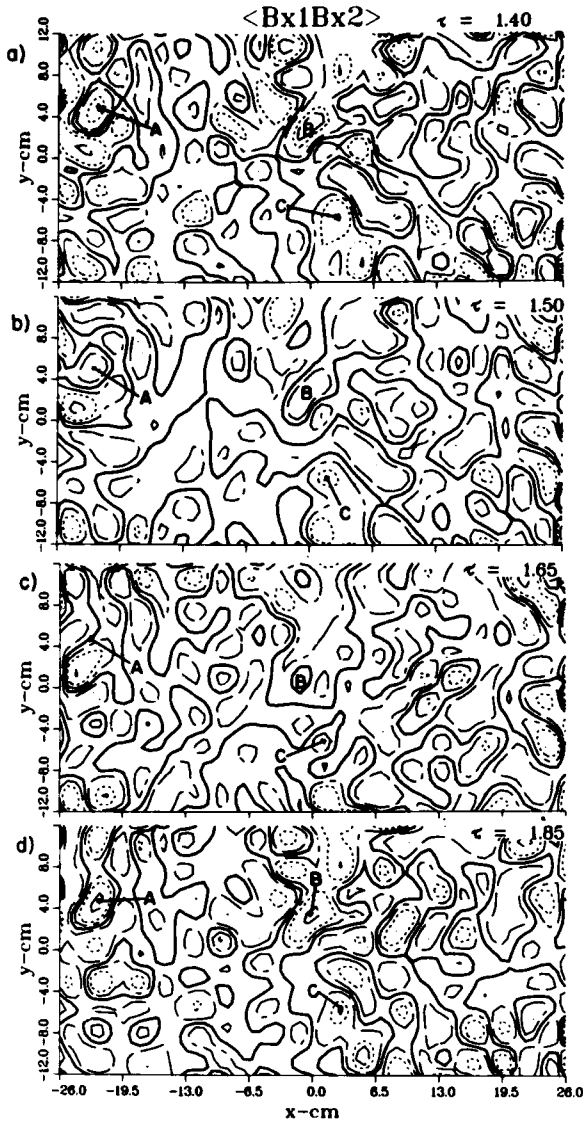 <Bx1Bx2>
τ = 1.40
a)
y-cm
12.0
8.0
4.0
0.0
-4.0
-8.0
-12.0
A
B
C
τ = 1.50
b)
y-cm
8.0
4.0
0.0
-4.0
-8.0
-12.0
A
B
C
τ = 1.65
c)
y-cm
8.0
4.0
0.0
-4.0
-8.0
-12.0
A
B
C
τ = 1.85
d)
y-cm
8.0
4.0
0.0
-4.0
-8.0
-12.0
A
B
C
-26.0 -19.5 -13.0 -6.5 0.0 6.5 13.0 19.5 26.0
x-cm